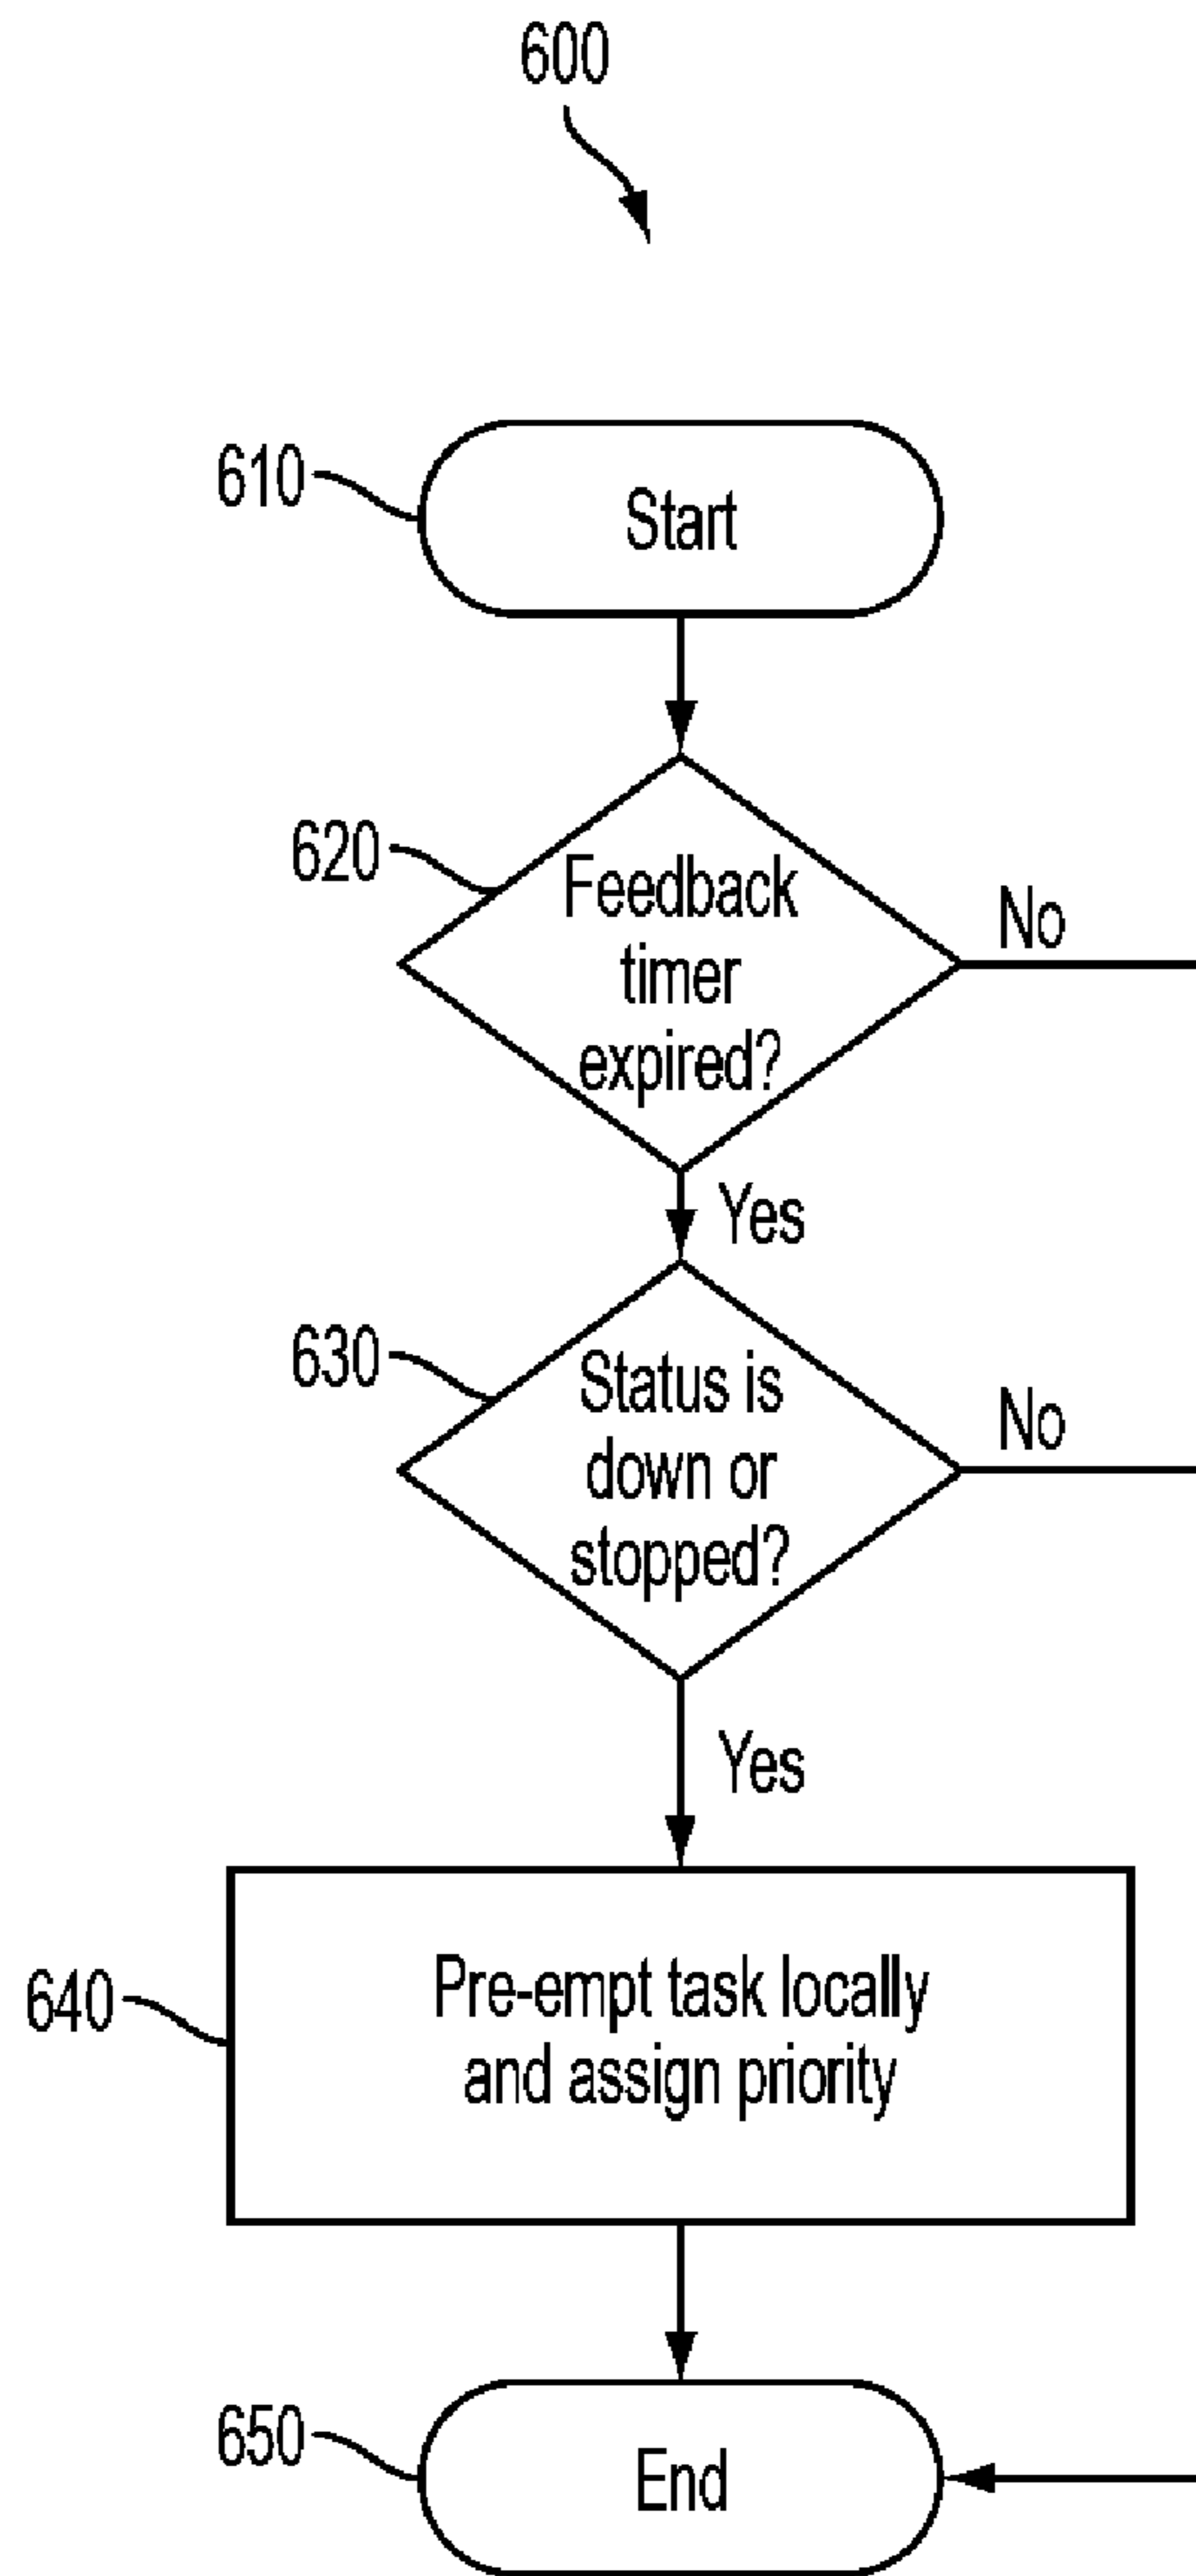 600
610
Start
620
Feedback
timer
expired?
No
Yes
630
Status is
down or
stopped?
No
Yes
640
Pre-empt task locally
and assign priority
650
End